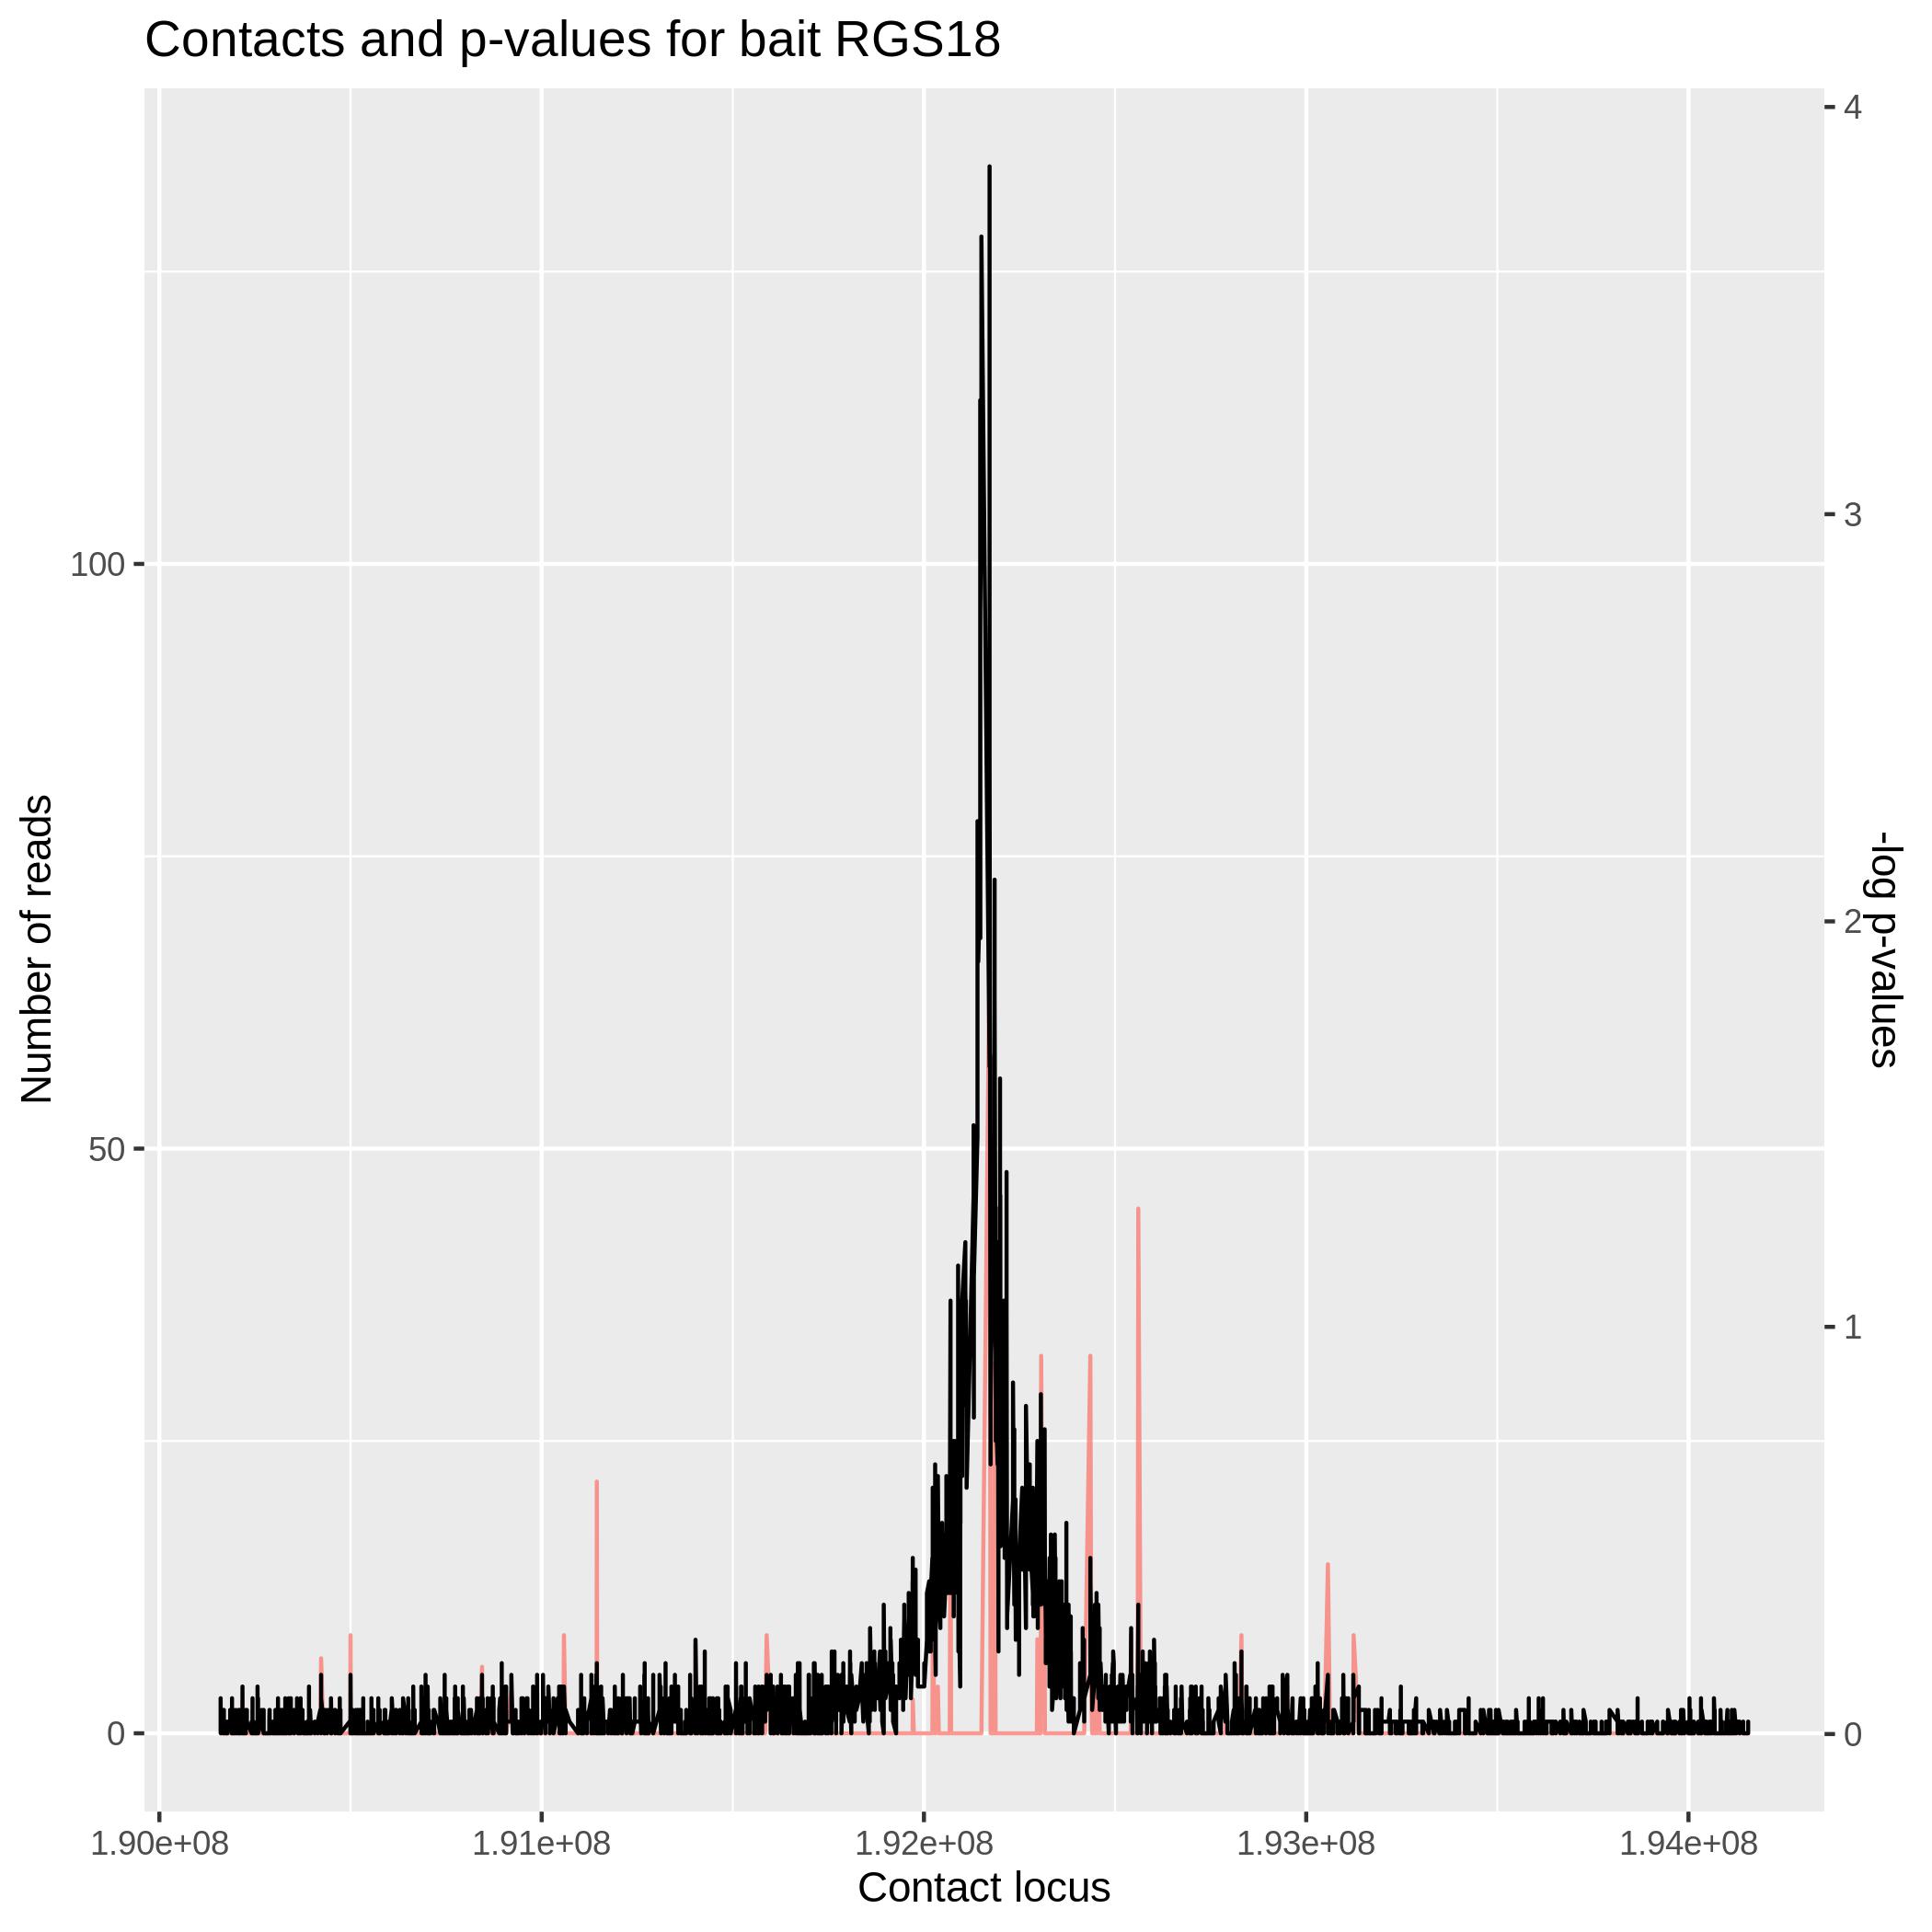 Contacts and p-values for bait RGS18
Number of reads
100
50
0
4
3
2
1
0
-log p-values
1.90e+08
1.91e+08
1.92e+08
1.93e+08
1.94e+08
Contact locus